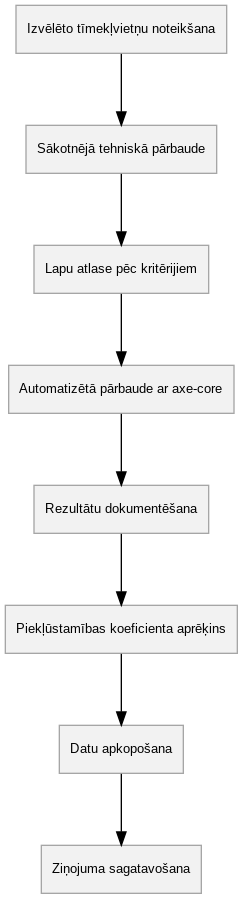 Izvēlēto tīmekļvietņu noteikšana
Sākotnējā tehniskā pārbaude
Lapu atlase pēc kritērijiem
Automatizētā pārbaude ar axe-core
Rezultātu dokumentēšana
Piekļūstamības koeficienta aprēķins
Datu apkopošana
Ziņojuma sagatavošana